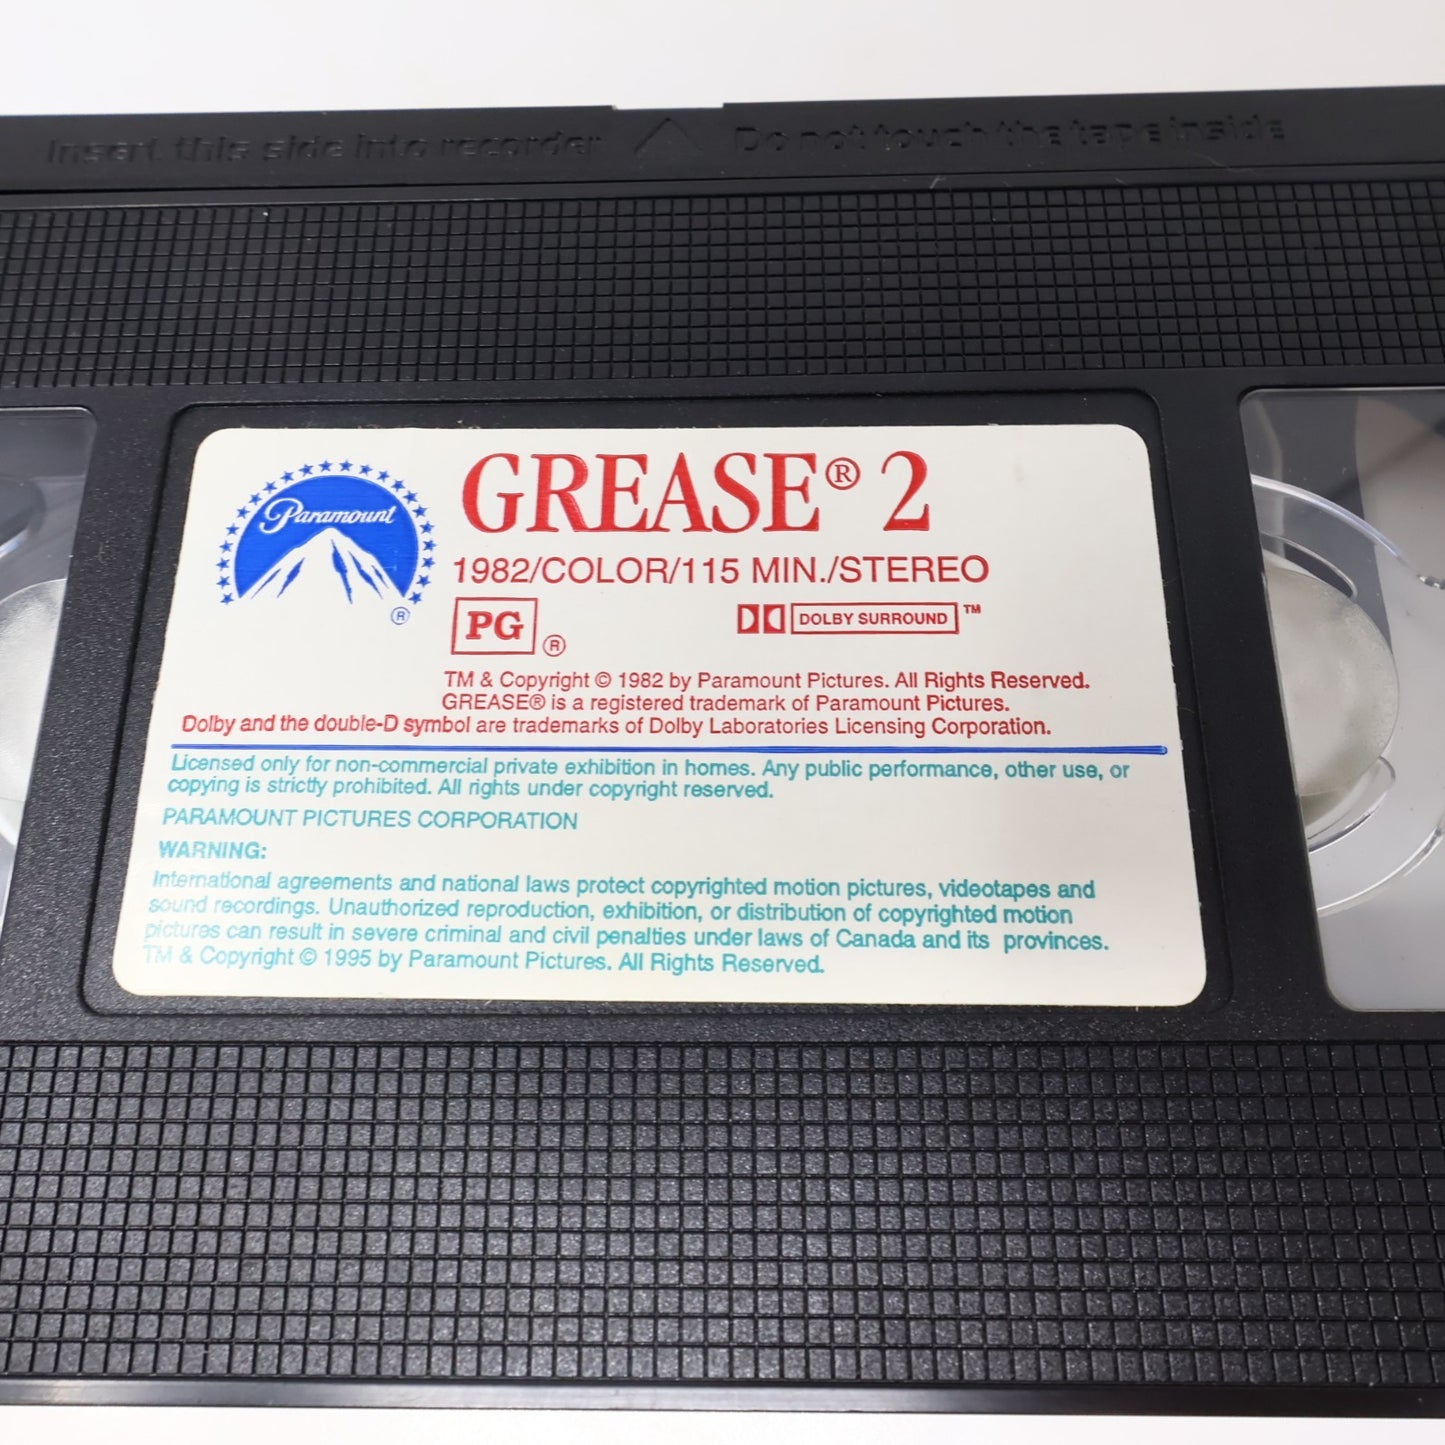 Insert this side into recorder Do not touch the tape inside
Paramount
®
GREASE® 2
1982/COLOR/115 MIN./STEREO
PG ® DOLBY SURROUND ™
TM & Copyright © 1982 by Paramount Pictures. All Rights Reserved.
GREASE® is a registered trademark of Paramount Pictures.
Dolby and the double-D symbol are trademarks of Dolby Laboratories Licensing Corporation.
Licensed only for non-commercial private exhibition in homes. Any public performance, other use, or
copying is strictly prohibited. All rights under copyright reserved.
PARAMOUNT PICTURES CORPORATION
WARNING:
International agreements and national laws protect copyrighted motion pictures, videotapes and
sound recordings. Unauthorized reproduction, exhibition, or distribution of copyrighted motion
pictures can result in severe criminal and civil penalties under laws of Canada and its provinces.
TM & Copyright © 1995 by Paramount Pictures. All Rights Reserved.